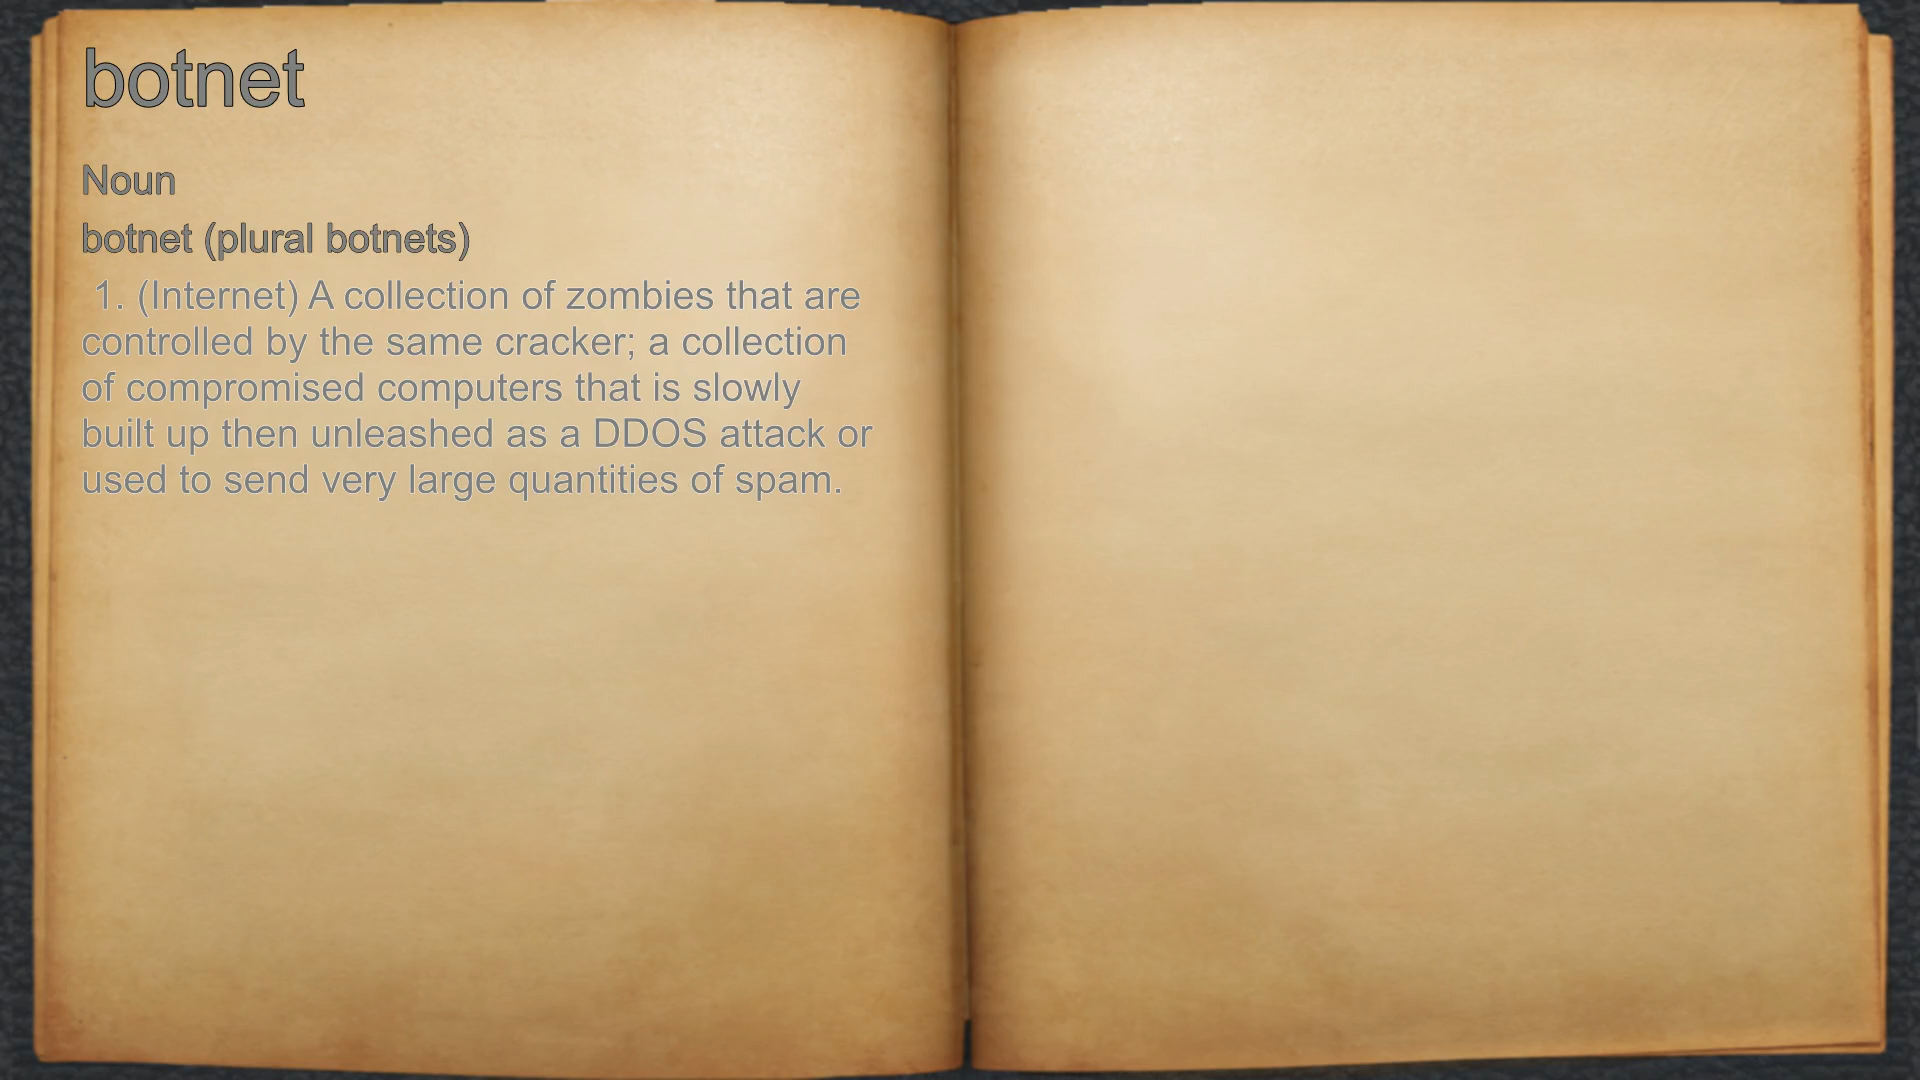 botnet
Noun
botnet (plural botnets)
1. (Internet) A collection of zombies that are
controlled by the same cracker; a collection
of compromised computers that is slowly
built up then unleashed as a DDOS attack or
used to send very large quantities of spam.